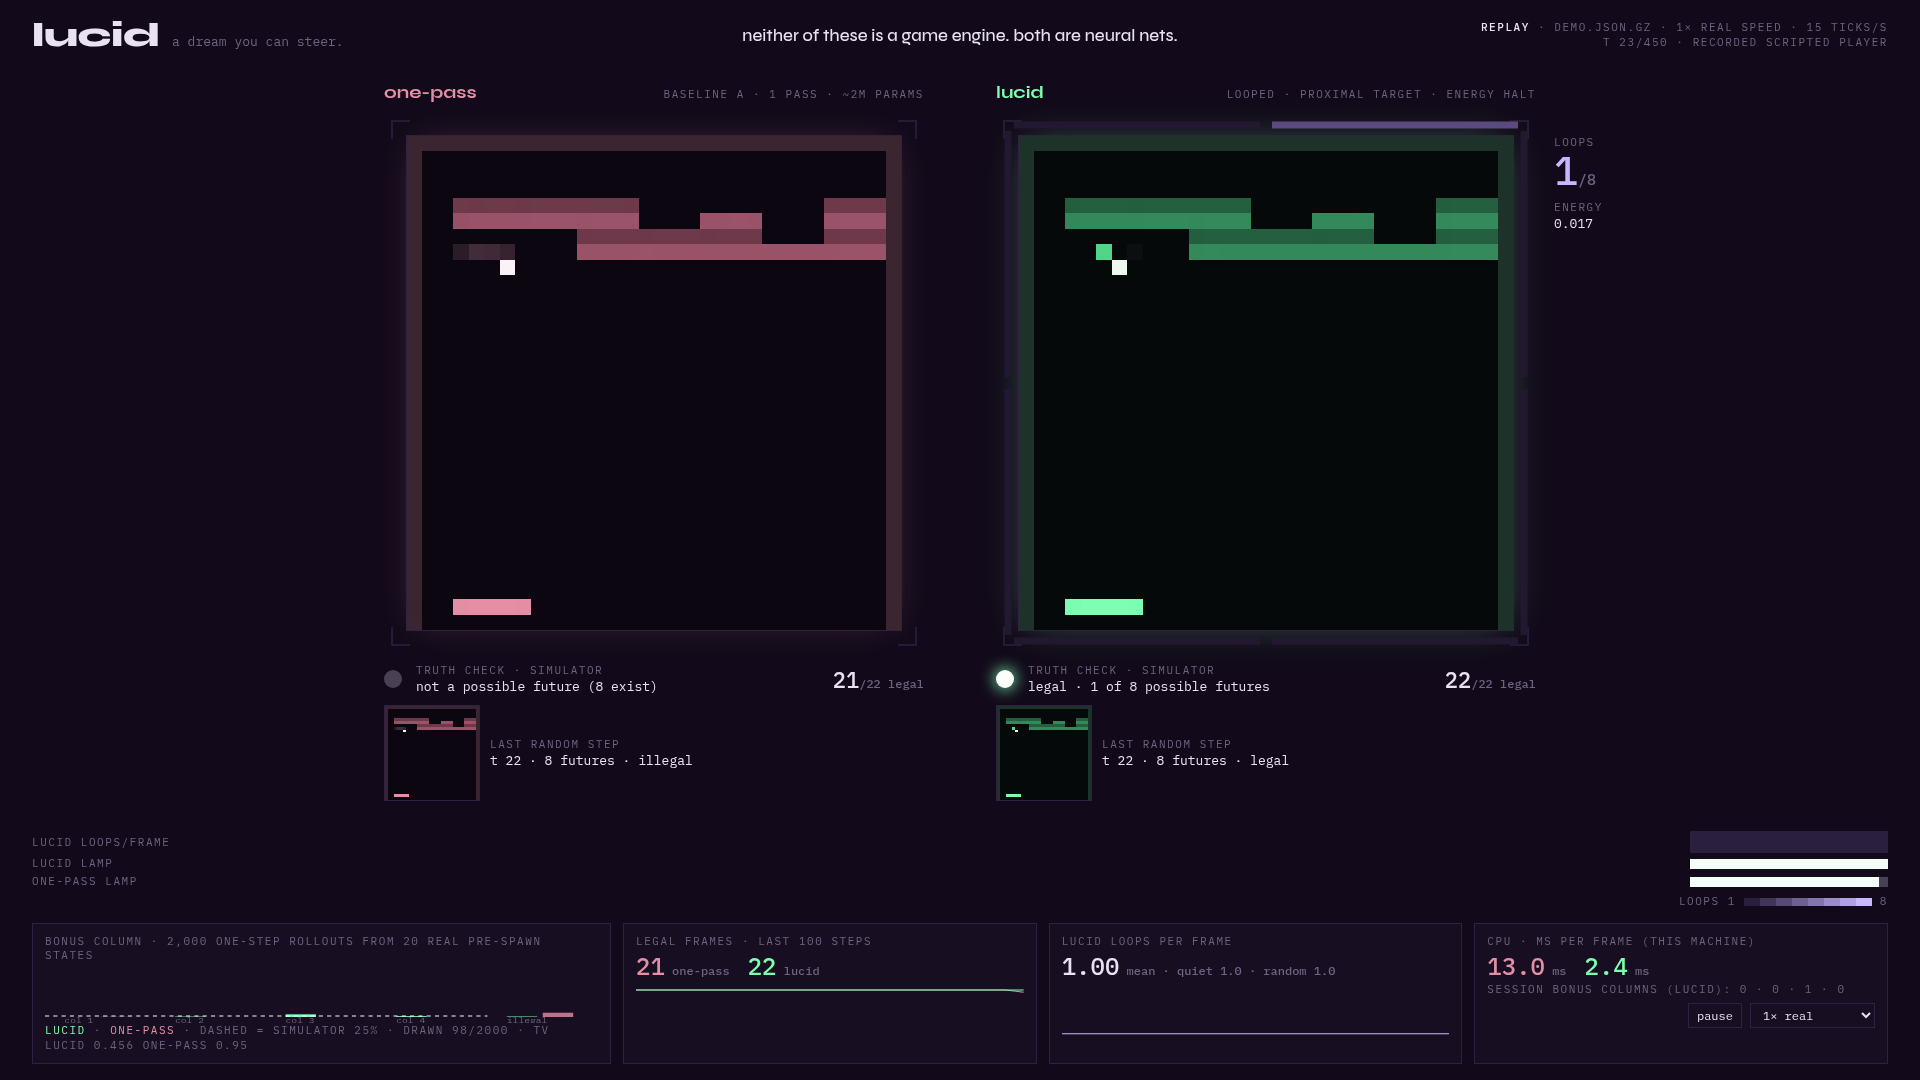 lucid a dream you can steer.
neither of these is a game engine. both are neural nets.
REPLAY · DEMO.JSON.GZ · 1× REAL SPEED · 15 TICKS/S
T 23/450 · RECORDED SCRIPTED PLAYER
one-pass
BASELINE A · 1 PASS · ~2M PARAMS
lucid
LOOPED · PROXIMAL TARGET · ENERGY HALT
LOOPS
1/8
ENERGY
0.017
TRUTH CHECK · SIMULATOR
not a possible future (8 exist)
21/22 legal
TRUTH CHECK · SIMULATOR
legal · 1 of 8 possible futures
22/22 legal
LAST RANDOM STEP
t 22 · 8 futures · illegal
LAST RANDOM STEP
t 22 · 8 futures · legal
LUCID LOOPS/FRAME
LUCID LAMP
ONE-PASS LAMP
LOOPS 1 8
BONUS COLUMN · 2,000 ONE-STEP ROLLOUTS FROM 20 REAL PRE-SPAWN
STATES
col 1 col 2 col 3 col 4 illegal
LUCID · ONE-PASS · DASHED = SIMULATOR 25% · DRAWN 98/2000 · TV
LUCID 0.456 ONE-PASS 0.95
LEGAL FRAMES · LAST 100 STEPS
21 one-pass 22 lucid
LUCID LOOPS PER FRAME
1.00 mean · quiet 1.0 · random 1.0
CPU · MS PER FRAME (THIS MACHINE)
13.0 ms 2.4 ms
SESSION BONUS COLUMNS (LUCID): 0 · 0 · 1 · 0
pause
1× real